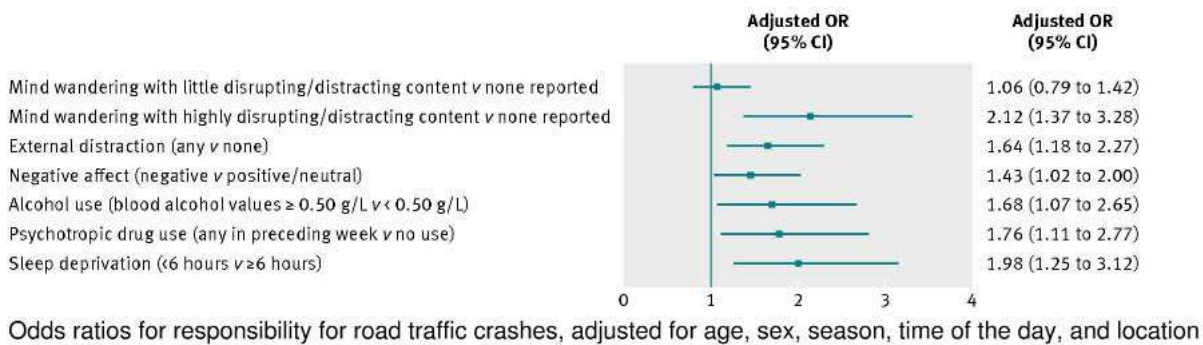 Adjusted OR
(95% CI)
Adjusted OR
(95% CI)
Mind wandering with little disrupting/distracting content v none reported 1.06 (0.79 to 1.42)
Mind wandering with highly disrupting/distracting content v none reported 2.12 (1.37 to 3.28)
External distraction (any v none) 1.64 (1.18 to 2.27)
Negative affect (negative v positive/neutral) 1.43 (1.02 to 2.00)
Alcohol use (blood alcohol values ≥ 0.50 g/L v < 0.50 g/L) 1.68 (1.07 to 2.65)
Psychotropic drug use (any in preceding week v no use) 1.76 (1.11 to 2.77)
Sleep deprivation (<6 hours v ≥6 hours) 1.98 (1.25 to 3.12)
0 1 2 3 4
Odds ratios for responsibility for road traffic crashes, adjusted for age, sex, season, time of the day, and location